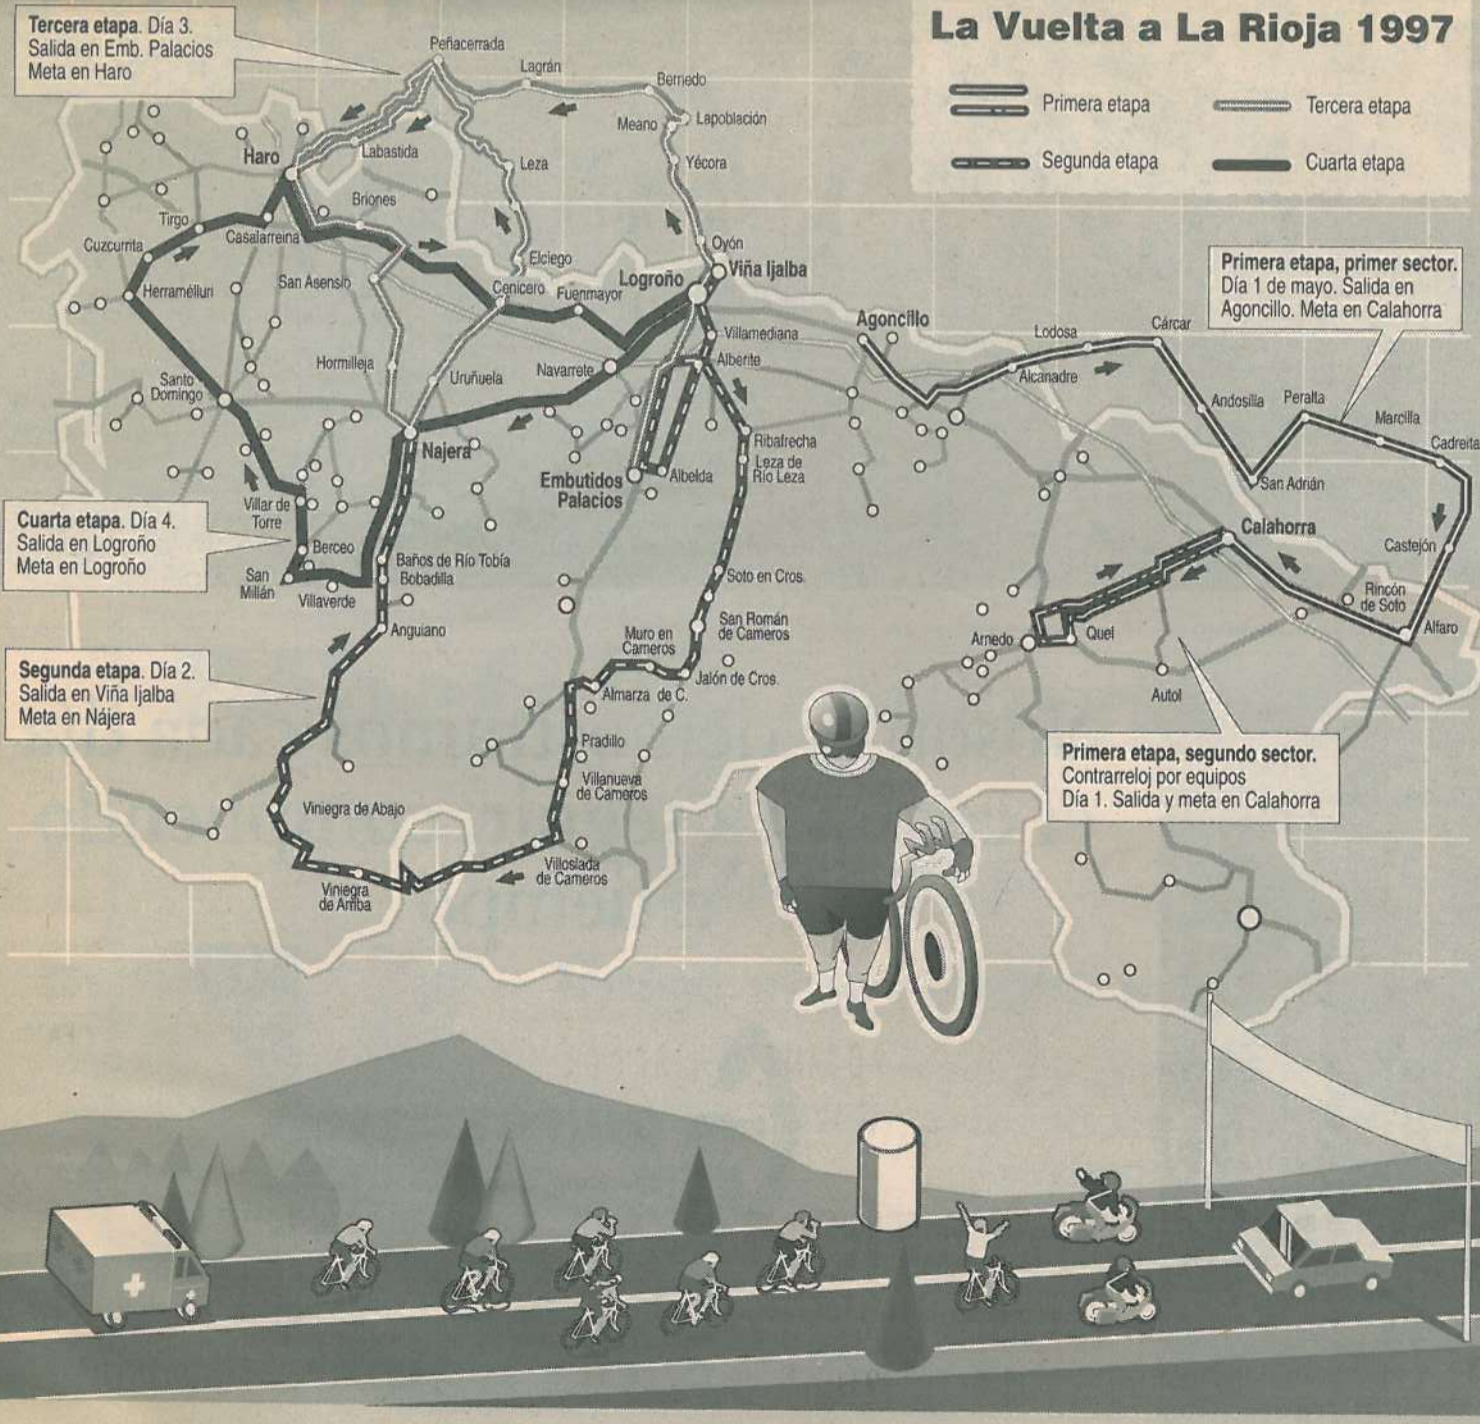 La Vuelta a La Rioja 1997
Primera etapa
Tercera etapa
Segunda etapa
Cuarta etapa
Tercera etapa. Día 3.
Salida en Emb. Palacios
Meta en Haro
Peñacerrada
Lagrán
Bernedo
Lapoblación
Meano
Yécora
Haro
Labastida
Leza
Briones
Tirgo
Casalarreina
Cuzcurrita
Herramélluri
San Asensio
Elciego
Cenicero
Fuenmayor
Oyón
Logroño
Viña Ijalba
Villamediana
Alberite
Navarrete
Hormilleja
Uruñuela
Santo
Domingo
Najera
Embutidos
Palacios
Albelda
Ribafrecha
Leza de
Río Leza
Agoncillo
Lodosa
Cárcar
Alcanadre
Primera etapa, primer sector.
Día 1 de mayo. Salida en
Agoncillo. Meta en Calahorra
Andosilla
Peralta
Marcilla
Cadreita
San Adrián
Calahorra
Castejón
Rincón
de Soto
Alfaro
Arnedo
Quel
Autol
Cuarta etapa. Día 4.
Salida en Logroño
Meta en Logroño
Villar de
Torre
Berceo
San
Millán
Villaverde
Baños de Río Tobía
Bobadilla
Anguiano
Soto en Cros.
San Román
de Cameros
Muro en
Cameros
Jalón de Cros.
Almarza de C.
Segunda etapa. Día 2.
Salida en Viña Ijalba
Meta en Nájera
Pradillo
Villanueva
de Cameros
Viniegra de Abajo
Villoslada
de Cameros
Viniegra
de Arriba
Primera etapa, segundo sector.
Contrarreloj por equipos
Día 1. Salida y meta en Calahorra